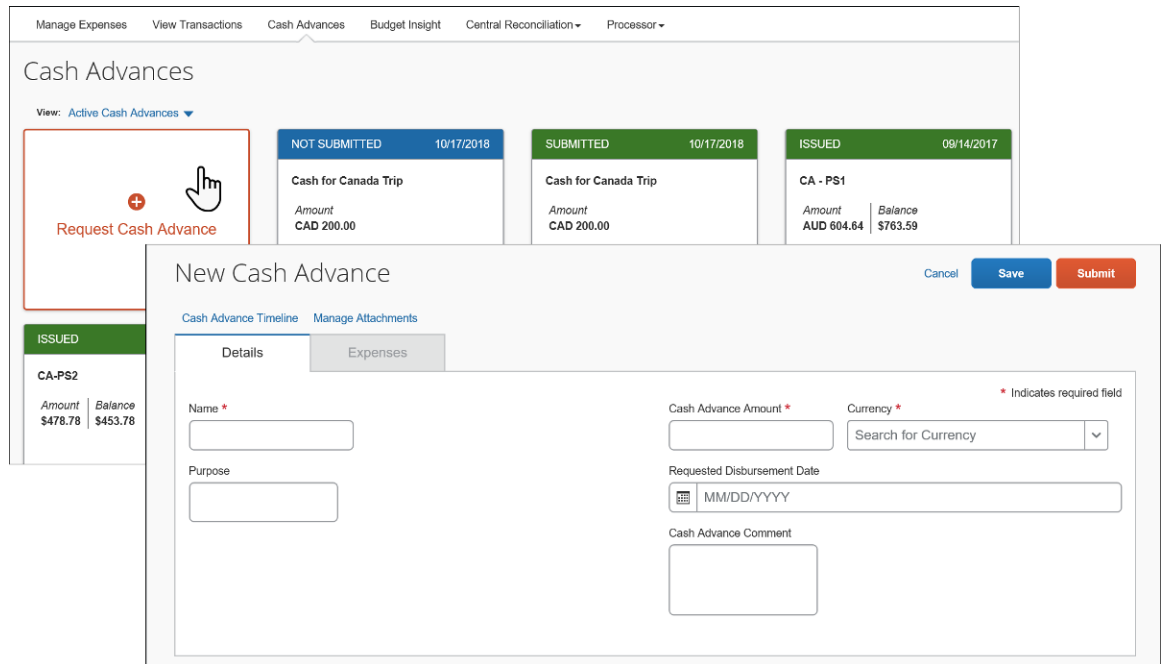 Manage Expenses View Transactions Cash Advances Budget Insight Central Reconciliation Processor
Cash Advances
View: Active Cash Advances
Request Cash Advance
NOT SUBMITTED 10/17/2018
Cash for Canada Trip
Amount
CAD 200.00
SUBMITTED 10/17/2018
Cash for Canada Trip
Amount
CAD 200.00
ISSUED 09/14/2017
CA - PS1
Amount Balance
AUD 604.64 $763.59
ISSUED
CA-PS2
Amount Balance
$478.78 $453.78
New Cash Advance
Cancel Save Submit
Cash Advance Timeline Manage Attachments
Details Expenses
* Indicates required field
Name *
Cash Advance Amount * Currency *
Search for Currency
Purpose
Requested Disbursement Date
MM/DD/YYYY
Cash Advance Comment